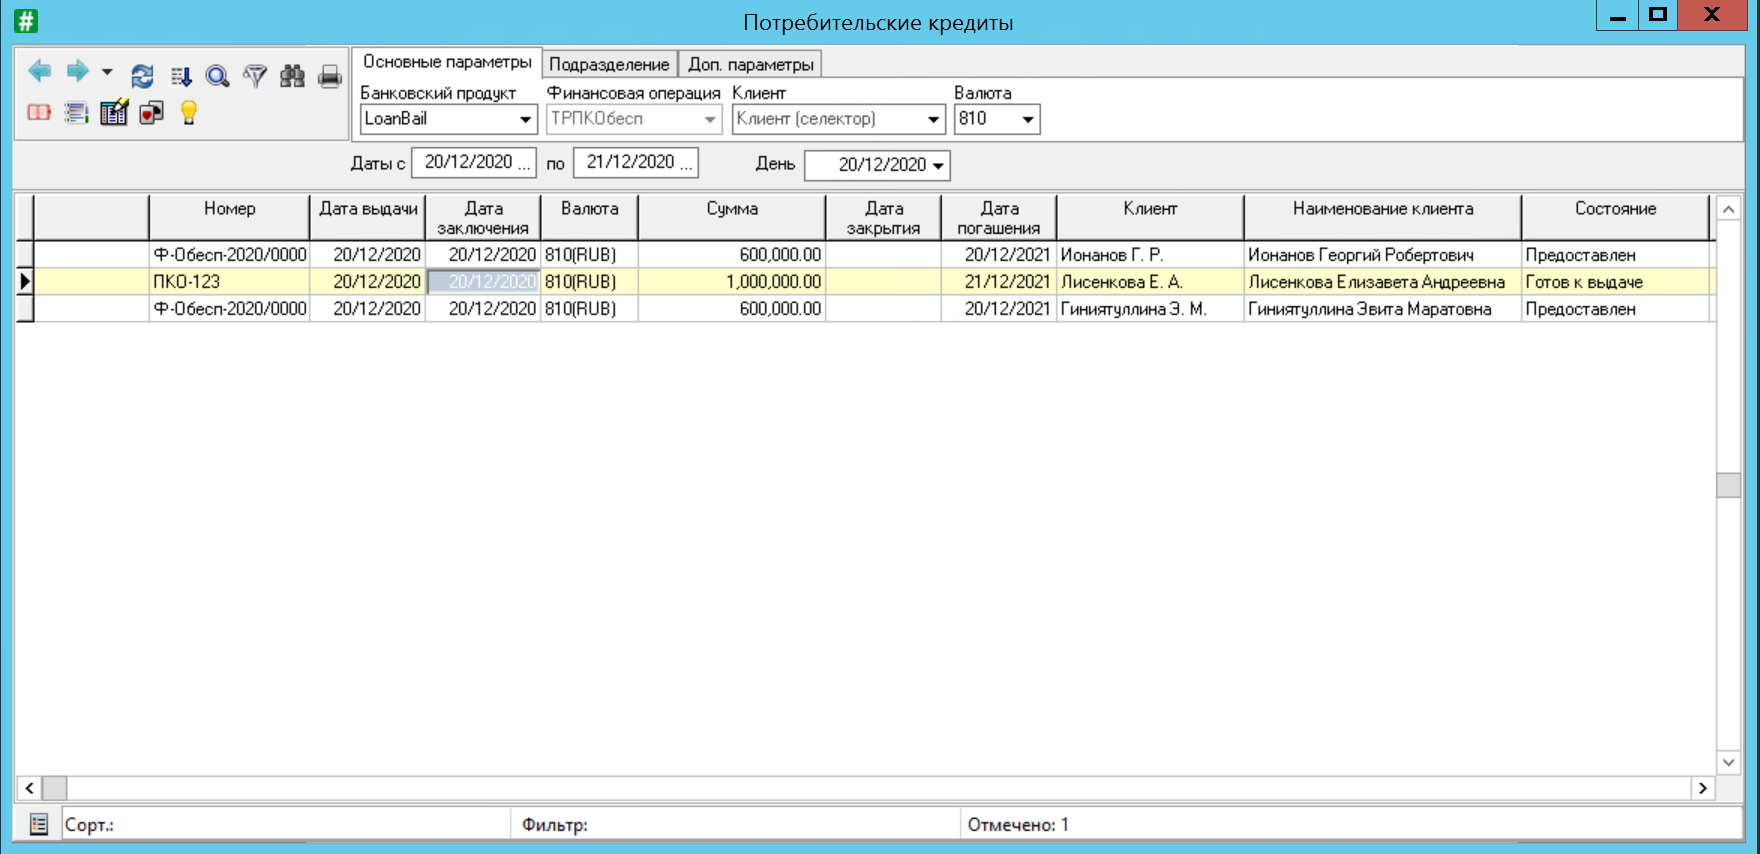 Потребительские кредиты
Основные параметры Подразделение Доп. параметры
Банковский продукт Финансовая операция Клиент Валюта
LoanBail ТРПКОбесп Клиент (селектор) 810
Даты с 20/12/2020 ... по 21/12/2020 ... День 20/12/2020
Номер Дата выдачи Дата заключения Валюта Сумма Дата закрытия Дата погашения Клиент Наименование клиента Состояние
Ф-Обесп-2020/0000 20/12/2020 20/12/2020 810(RUB) 600,000.00 20/12/2021 Ионанов Г. Р. Ионанов Георгий Робертович Предоставлен
ПКО-123 20/12/2020 20/12/2020 810(RUB) 1,000,000.00 21/12/2021 Лисенкова Е. А. Лисенкова Елизавета Андреевна Готов к выдаче
Ф-Обесп-2020/0000 20/12/2020 20/12/2020 810(RUB) 600,000.00 20/12/2021 Гиниятуллина Э. М. Гиниятуллина Эвита Маратовна Предоставлен
Сорт.: Фильтр: Отмечено: 1